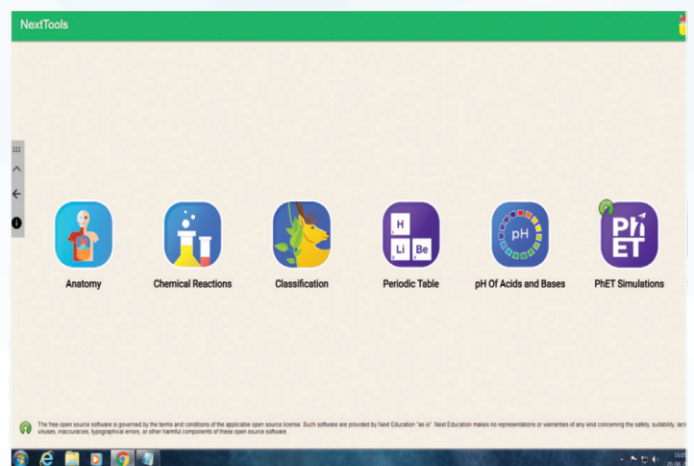 NextTools
H
Li Be
pH
PhET
Anatomy
Chemical Reactions
Classification
Periodic Table
pH Of Acids and Bases
PhET Simulations
The free open source software is governed by the terms and conditions of the applicable open source license. Such software are provided by Next Education "as is". Next Education makes no representations or warranties of any kind concerning the safety, suitability, lack
viruses, inaccuracies, typographical errors, or other harmful components of these open source software.